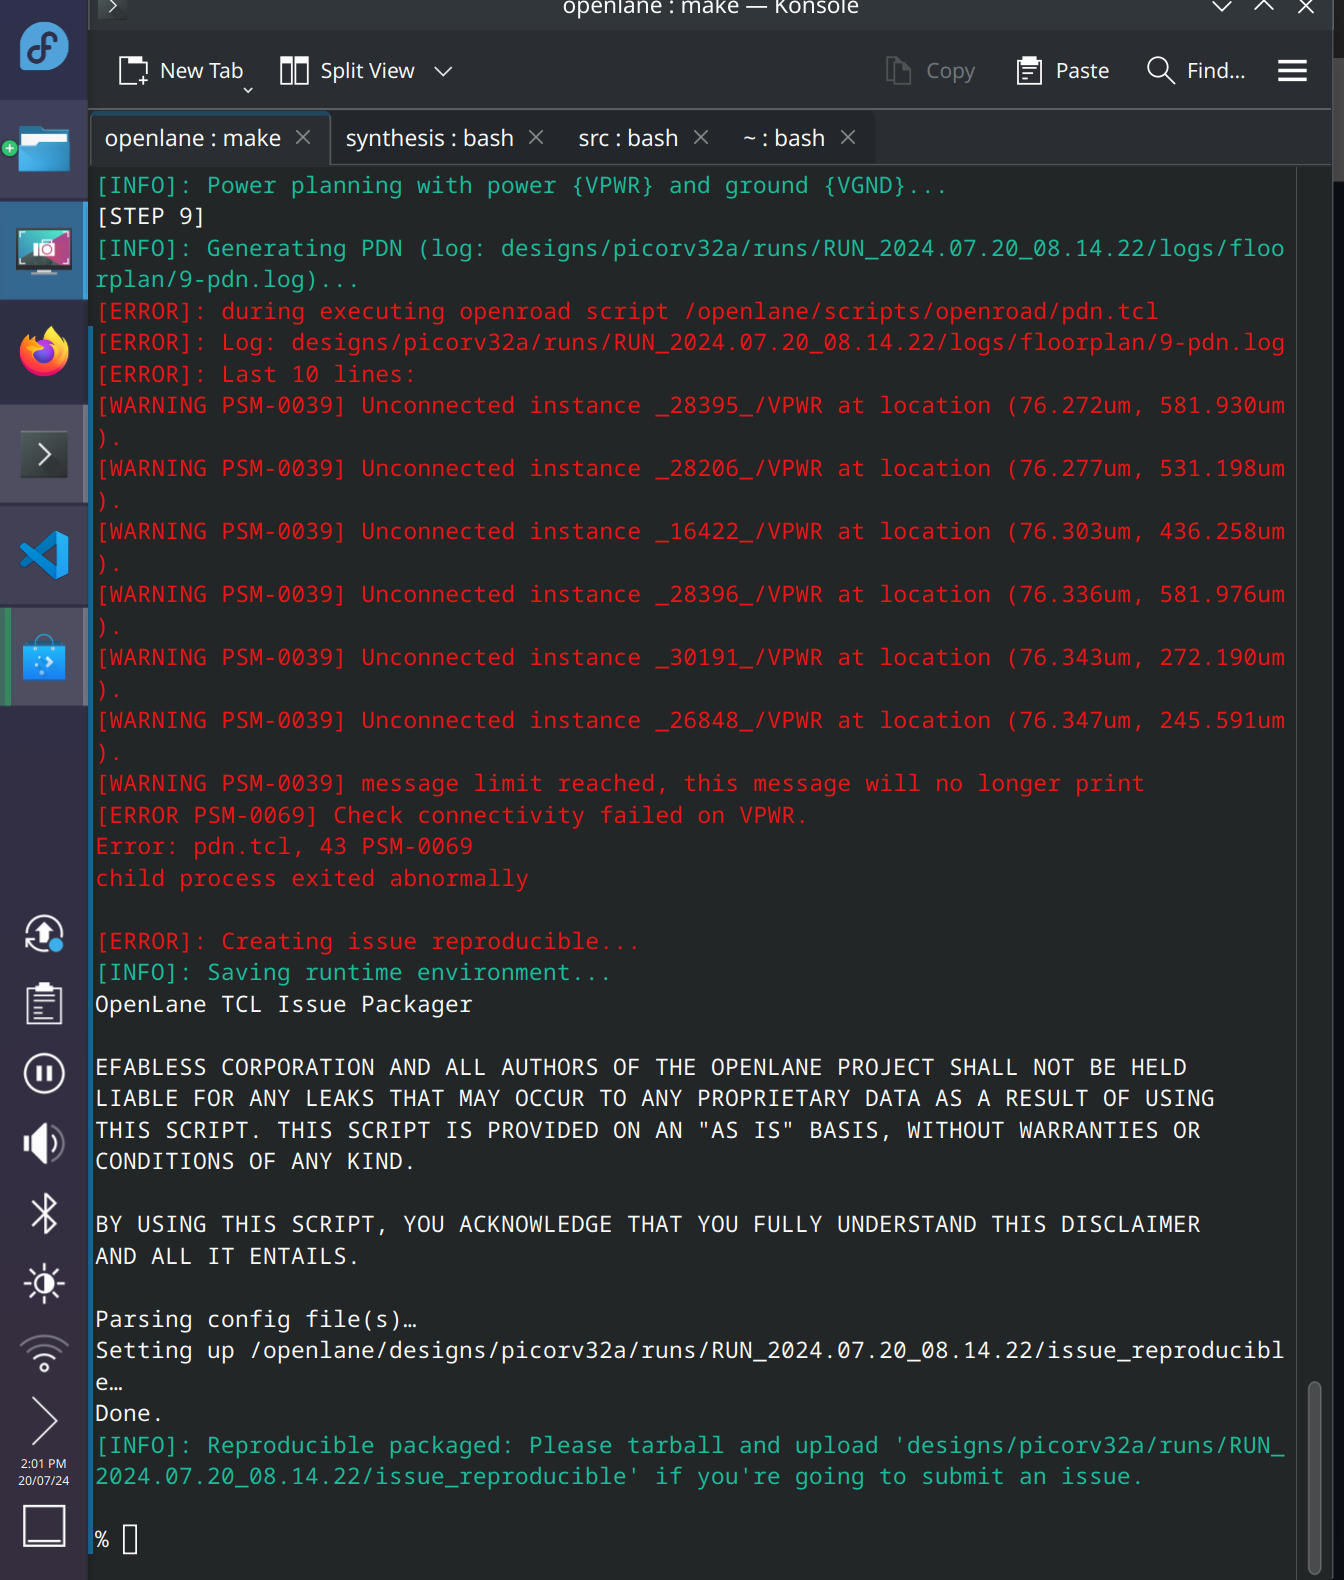 openlane : make — Konsole
New Tab
Split View
Copy
Paste
Find...
openlane : make
synthesis : bash
src : bash
~ : bash
[INFO]: Power planning with power {VPWR} and ground {VGND}...
[STEP 9]
[INFO]: Generating PDN (log: designs/picorv32a/runs/RUN_2024.07.20_08.14.22/logs/floo
rplan/9-pdn.log)...
[ERROR]: during executing openroad script /openlane/scripts/openroad/pdn.tcl
[ERROR]: Log: designs/picorv32a/runs/RUN_2024.07.20_08.14.22/logs/floorplan/9-pdn.log
[ERROR]: Last 10 lines:
[WARNING PSM-0039] Unconnected instance _28395_/VPWR at location (76.272um, 581.930um
).
[WARNING PSM-0039] Unconnected instance _28206_/VPWR at location (76.277um, 531.198um
).
[WARNING PSM-0039] Unconnected instance _16422_/VPWR at location (76.303um, 436.258um
).
[WARNING PSM-0039] Unconnected instance _28396_/VPWR at location (76.336um, 581.976um
).
[WARNING PSM-0039] Unconnected instance _30191_/VPWR at location (76.343um, 272.190um
).
[WARNING PSM-0039] Unconnected instance _26848_/VPWR at location (76.347um, 245.591um
).
[WARNING PSM-0039] message limit reached, this message will no longer print
[ERROR PSM-0069] Check connectivity failed on VPWR.
Error: pdn.tcl, 43 PSM-0069
child process exited abnormally
[ERROR]: Creating issue reproducible...
[INFO]: Saving runtime environment...
OpenLane TCL Issue Packager
EFABLESS CORPORATION AND ALL AUTHORS OF THE OPENLANE PROJECT SHALL NOT BE HELD
LIABLE FOR ANY LEAKS THAT MAY OCCUR TO ANY PROPRIETARY DATA AS A RESULT OF USING
THIS SCRIPT. THIS SCRIPT IS PROVIDED ON AN "AS IS" BASIS, WITHOUT WARRANTIES OR
CONDITIONS OF ANY KIND.
BY USING THIS SCRIPT, YOU ACKNOWLEDGE THAT YOU FULLY UNDERSTAND THIS DISCLAIMER
AND ALL IT ENTAILS.
Parsing config file(s)…
Setting up /openlane/designs/picorv32a/runs/RUN_2024.07.20_08.14.22/issue_reproducibl
e…
Done.
[INFO]: Reproducible packaged: Please tarball and upload 'designs/picorv32a/runs/RUN_
2024.07.20_08.14.22/issue_reproducible' if you're going to submit an issue.
%
2:01 PM
20/07/24